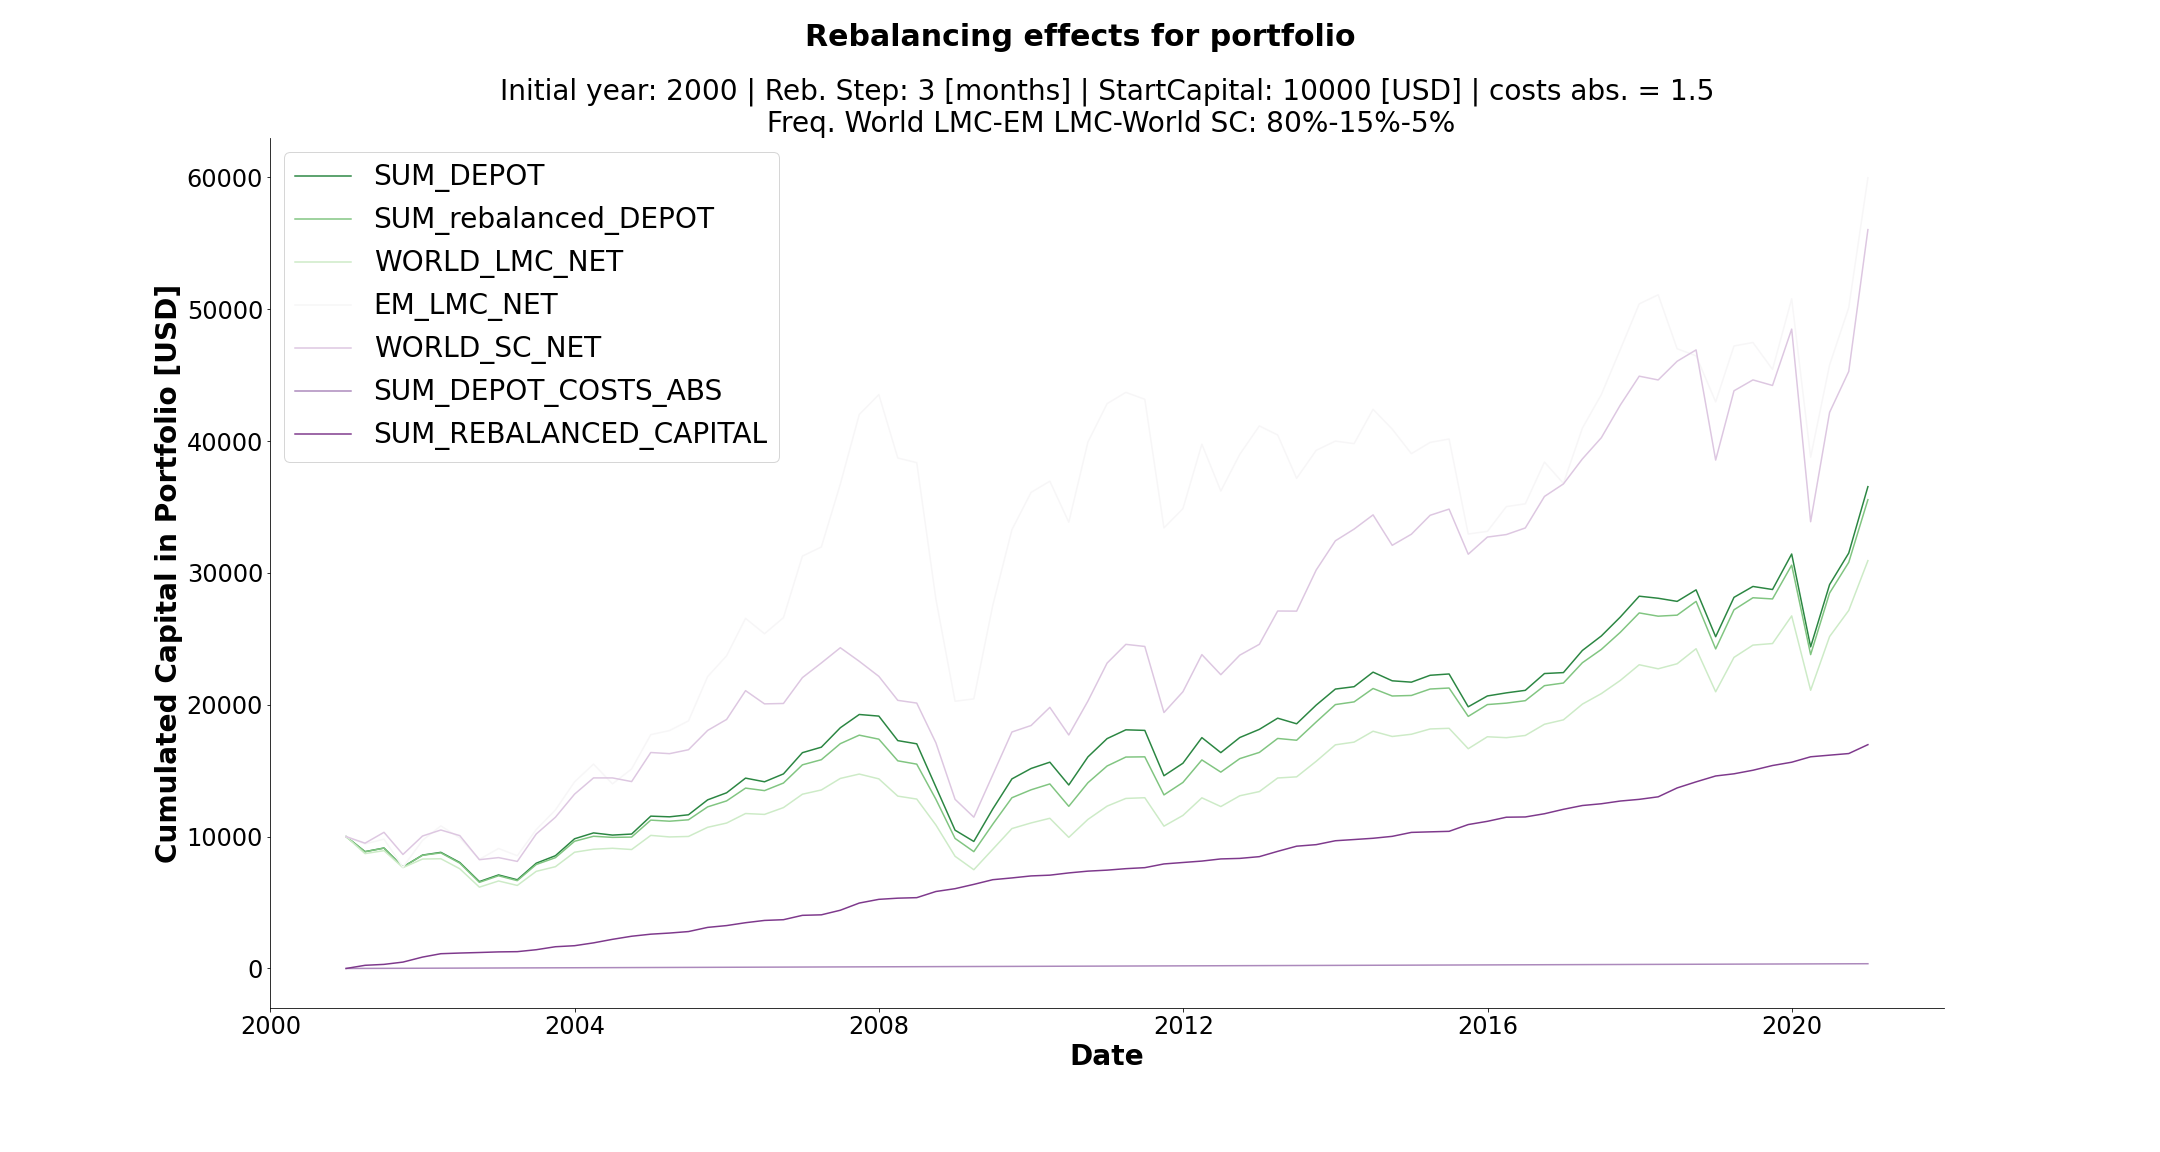 Rebalancing effects for portfolio
Initial year: 2000 | Reb. Step: 3 [months] | StartCapital: 10000 [USD] | costs abs. = 1.5
Freq. World LMC-EM LMC-World SC: 80%-15%-5%
SUM_DEPOT
SUM_rebalanced_DEPOT
WORLD_LMC_NET
EM_LMC_NET
WORLD_SC_NET
SUM_DEPOT_COSTS_ABS
SUM_REBALANCED_CAPITAL
Cumulated Capital in Portfolio [USD]
60000
50000
40000
30000
20000
10000
0
2000 2004 2008 2012 2016 2020
Date